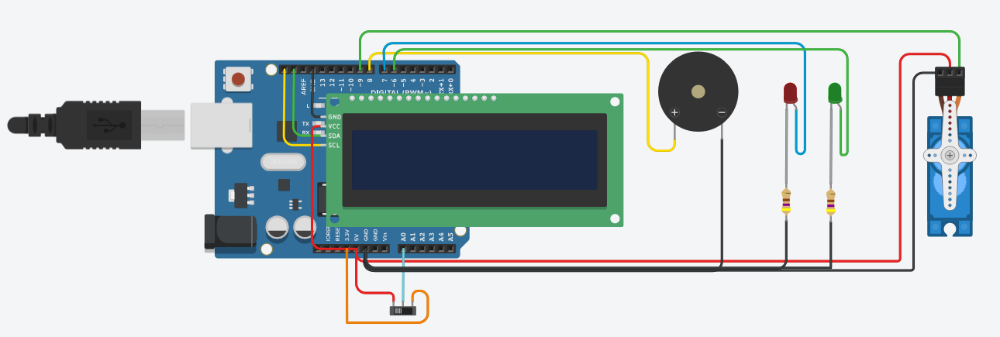 AREF
GND
13
12
~11
~10
~9
8
7
~6
~5
4
~3
2
TX→1
RX←0
DIGITAL (PWM~)
L
TX
RX
GND
VCC
SDA
SCL
IOREF
RESE
3.3V
5V
GND
GND
Vin
A0
A1
A2
A3
A4
A5
+
−